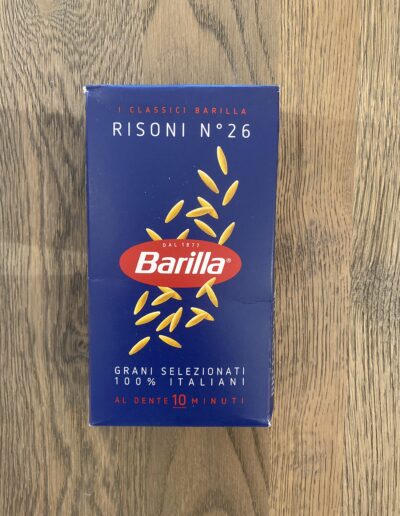 I CLASSICI BARILLA
RISONI N°26
DAL 1877
Barilla®
GRANI SELEZIONATI
100% ITALIANI
AL DENTE 10 MINUTI